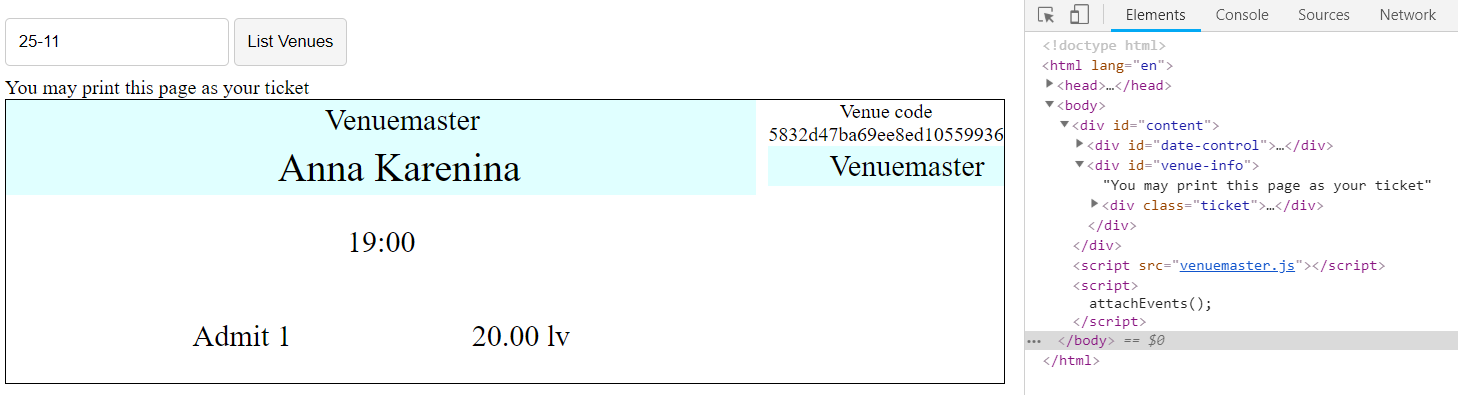 25-11
List Venues
You may print this page as your ticket
Venuemaster
Anna Karenina
19:00
Admit 1
20.00 lv
Venue code
5832d47ba69ee8ed10559936
Venuemaster
Elements
Console
Sources
Network
<!doctype html>
<html lang="en">
<head>…</head>
<body>
<div id="content">
<div id="date-control">…</div>
<div id="venue-info">
"You may print this page as your ticket"
<div class="ticket">…</div>
</div>
</div>
<script src="venuemaster.js"></script>
<script>
attachEvents();
</script>
</body> == $0
</html>